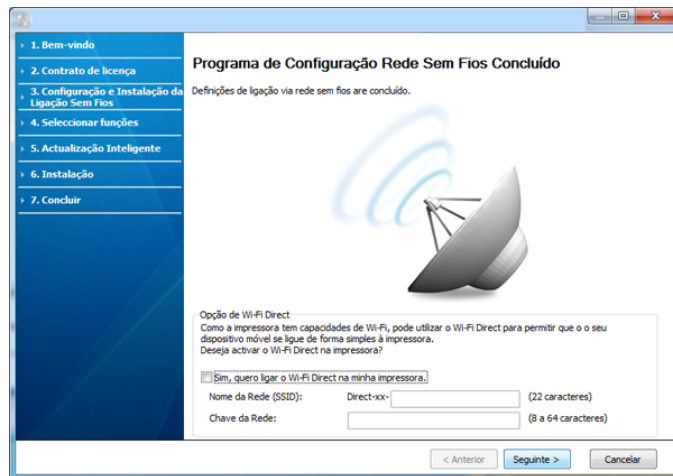 1. Bem-vindo
2. Contrato de licença
3. Configuração e Instalação da
Ligação Sem Fios
4. Seleccionar funções
5. Actualização Inteligente
6. Instalação
7. Concluir
Programa de Configuração Rede Sem Fios Concluído
Definições de ligação via rede sem fios are concluído.
Opção de Wi-Fi Direct
Como a impressora tem capacidades de Wi-Fi, pode utilizar o Wi-Fi Direct para permitir que o o seu
dispositivo móvel se ligue de forma simples à impressora.
Deseja activar o Wi-Fi Direct na impressora?
Sim, quero ligar o Wi-Fi Direct na minha impressora.
Nome da Rede (SSID): Direct-xx- (22 caracteres)
Chave da Rede: (8 a 64 caracteres)
< Anterior Seguinte > Cancelar